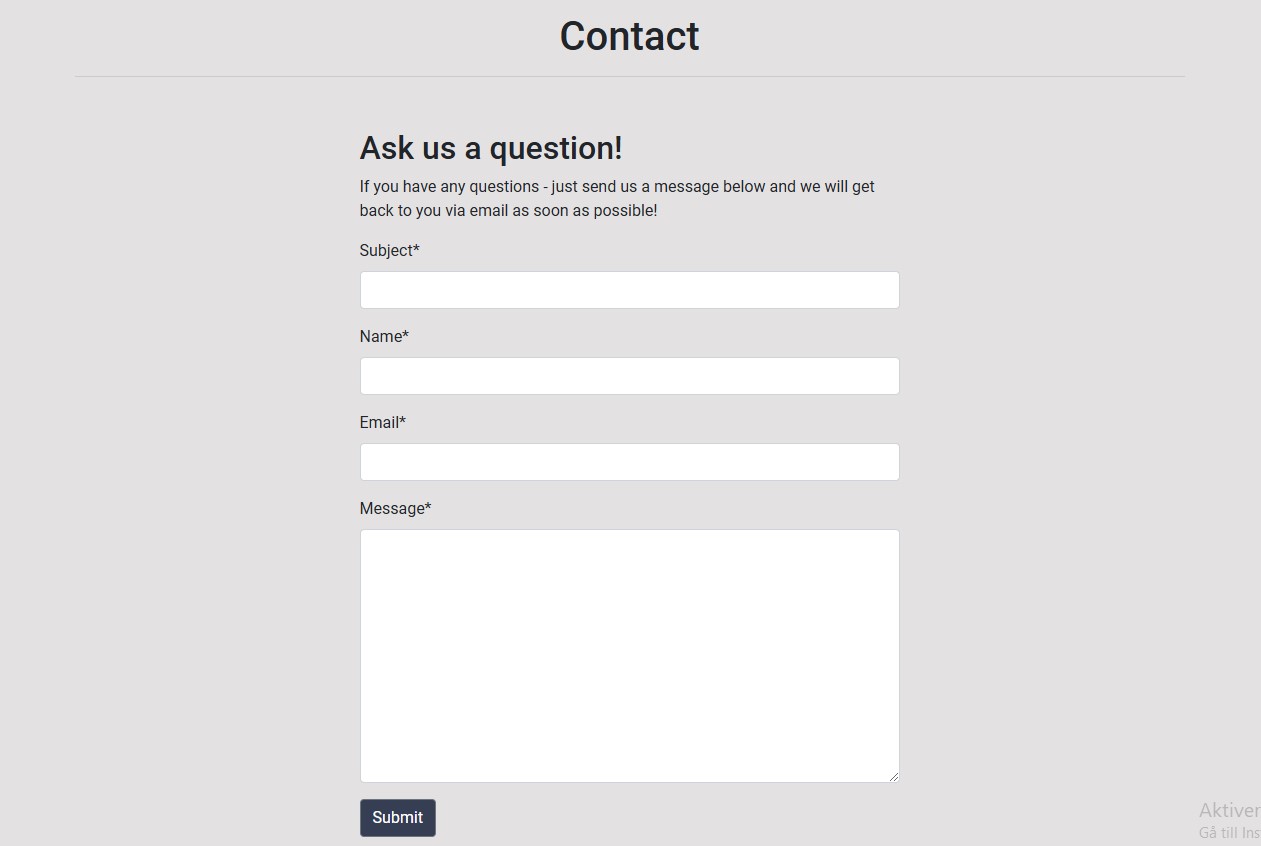 Contact
Ask us a question!
If you have any questions - just send us a message below and we will get
back to you via email as soon as possible!
Subject*
Name*
Email*
Message*
Submit
Aktiver
Gå till Ins